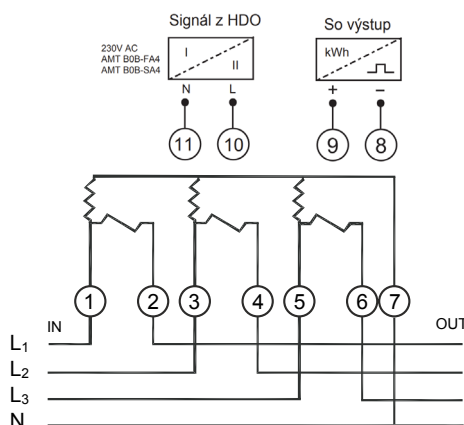 Signál z HDO
So výstup
230V AC
AMT B0B-FA4
AMT B0B-SA4
I
II
kWh
N L
+ −
11 10 9 8
1 2 3 4 5 6 7
IN OUT
L1
L2
L3
N